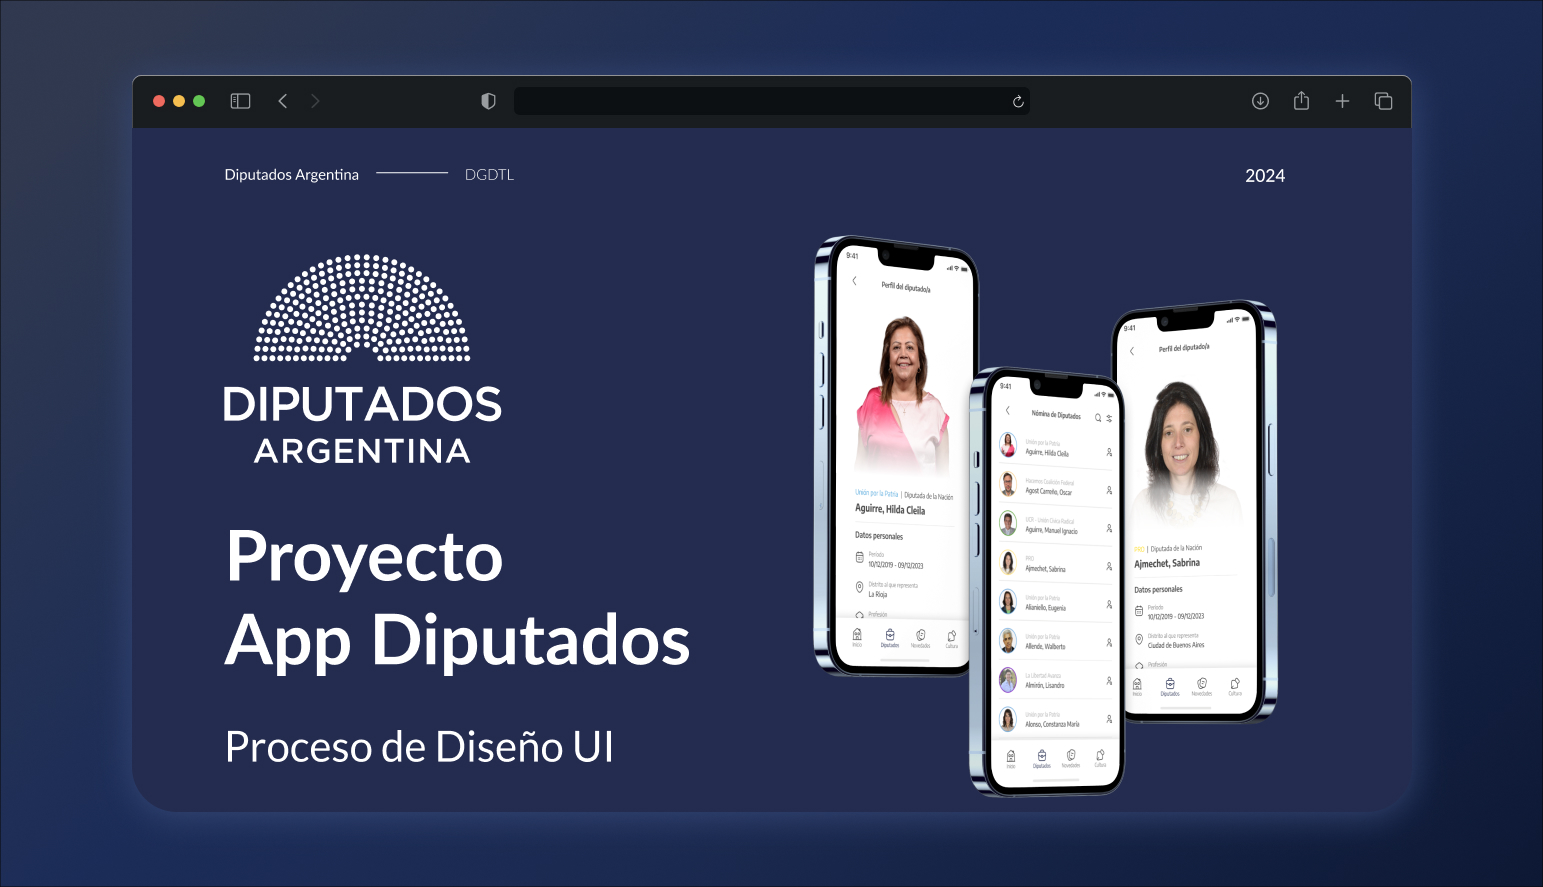 Diputados Argentina
DGDTL
2024
DIPUTADOS
ARGENTINA
Proyecto
App Diputados
Proceso de Diseño UI
9:41
Perfil del diputado/a
Unión por la Patria | Diputada de la Nación
Aguirre, Hilda Cleila
Datos personales
Periodo
10/12/2019 - 09/12/2023
Distrito al que representa
La Rioja
Profesión
Inicio
Diputados
Novedades
Cultura
9:41
Nómina de Diputados
Unión por la Patria
Aguirre, Hilda Cleila
Hacemos Coalición Federal
Agost Carreño, Oscar
UCR - Unión Cívica Radical
Aguirre, Manuel Ignacio
PRO
Ajmechet, Sabrina
Unión por la Patria
Alianiello, Eugenia
Unión por la Patria
Allende, Walberto
La Libertad Avanza
Almirón, Lisandro
Unión por la Patria
Alonso, Constanza María
Inicio
Diputados
Novedades
Cultura
9:41
Perfil del diputado/a
PRO | Diputada de la Nación
Ajmechet, Sabrina
Datos personales
Periodo
10/12/2019 - 09/12/2023
Distrito al que representa
Ciudad de Buenos Aires
Profesión
Inicio
Diputados
Novedades
Cultura